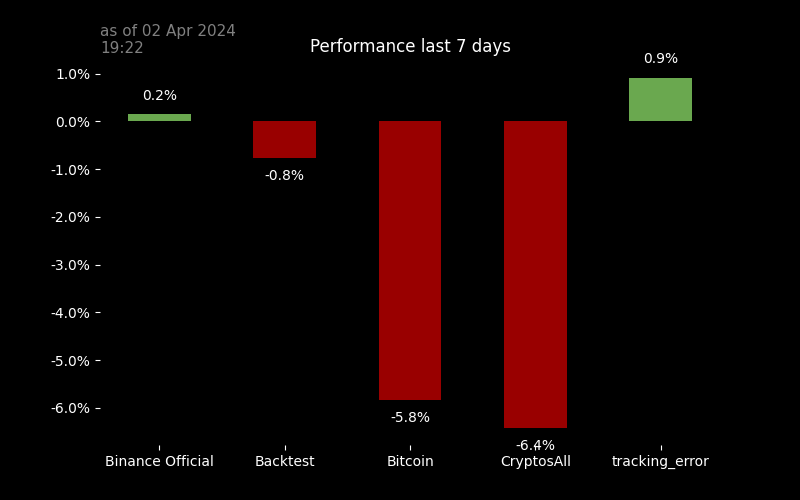 as of 02 Apr 2024
19:22
Performance last 7 days
1.0%
0.0%
-1.0%
-2.0%
-3.0%
-4.0%
-5.0%
-6.0%
0.2%
-0.8%
-5.8%
-6.4%
0.9%
Binance Official
Backtest
Bitcoin
CryptosAll
tracking_error